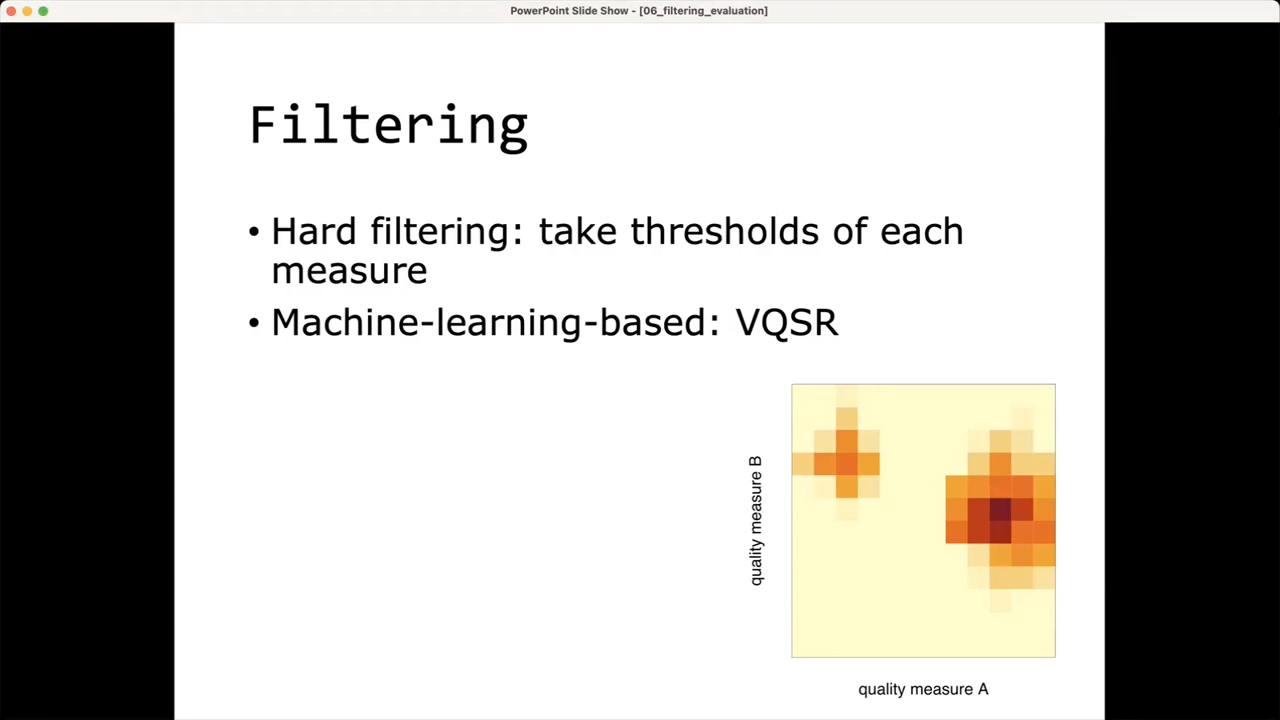 PowerPoint Slide Show - [06_filtering_evaluation]
Filtering
• Hard filtering: take thresholds of each
measure
• Machine-learning-based: VQSR
quality measure B
quality measure A